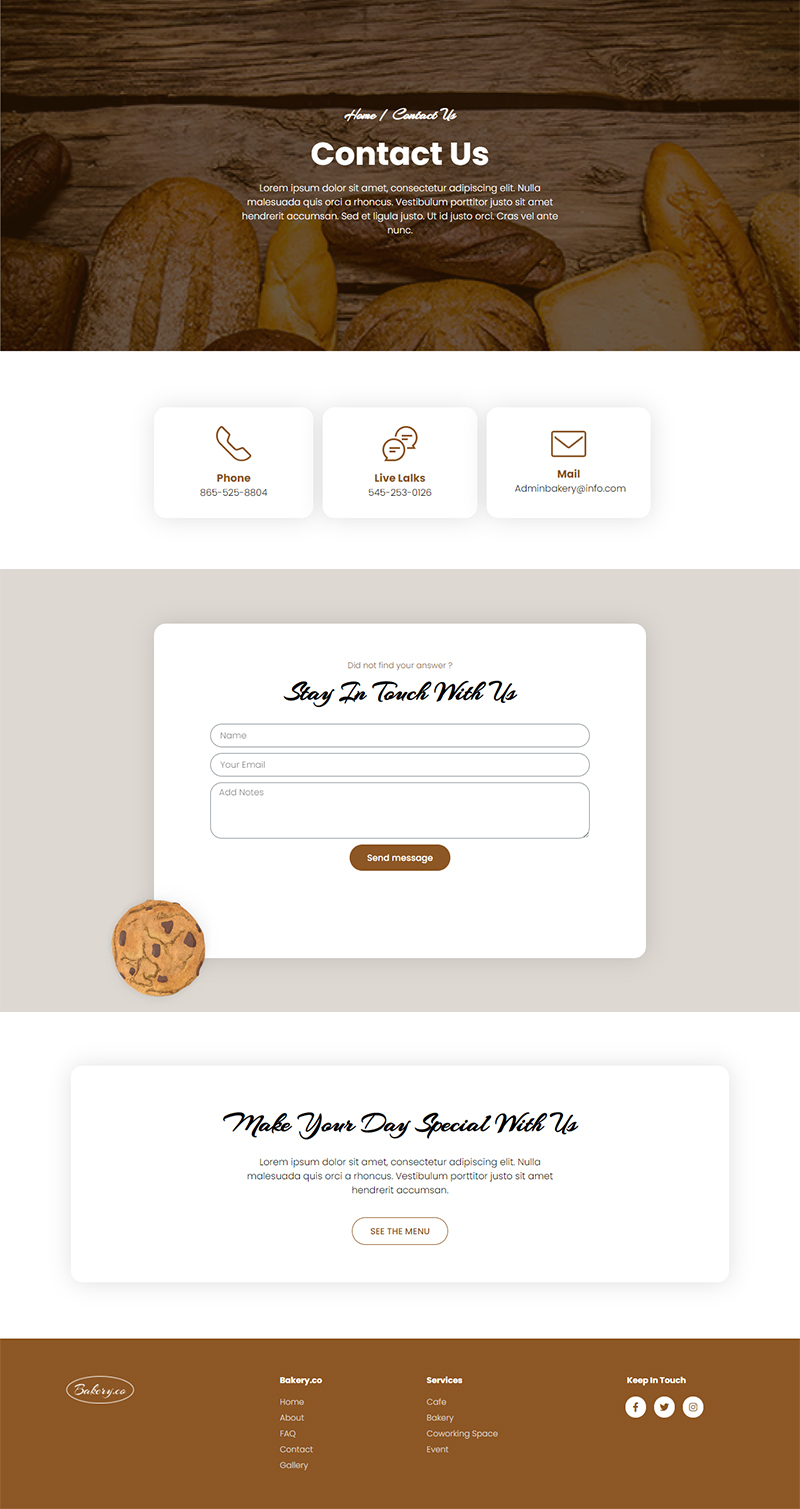 Home / Contact Us
Contact Us
Lorem ipsum dolor sit amet, consectetur adipiscing elit. Nulla
malesuada quis orci a rhoncus. Vestibulum porttitor justo sit amet
hendrerit accumsan. Sed et ligula justo. Ut id justo orci. Cras vel ante
nunc.
Phone
865-525-8804
Live Lalks
545-253-0126
Mail
Adminbakery@info.com
Did not find your answer ?
Stay In Touch With Us
Name
Your Email
Add Notes
Send message
Make Your Day Special With Us
Lorem ipsum dolor sit amet, consectetur adipiscing elit. Nulla
malesuada quis orci a rhoncus. Vestibulum porttitor justo sit amet
hendrerit accumsan.
SEE THE MENU
Bakery.co
Bakery.co
Home
About
FAQ
Contact
Gallery
Services
Cafe
Bakery
Coworking Space
Event
Keep In Touch